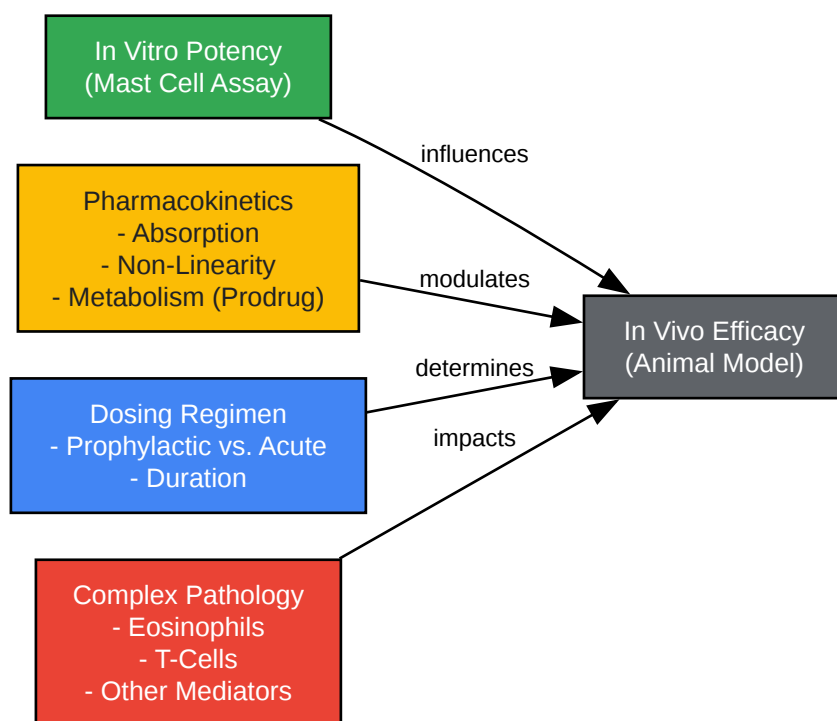 In Vitro Potency
(Mast Cell Assay)
influences
Pharmacokinetics
- Absorption
- Non-Linearity
- Metabolism (Prodrug)
modulates
In Vivo Efficacy
(Animal Model)
determines
Dosing Regimen
- Prophylactic vs. Acute
- Duration
impacts
Complex Pathology
- Eosinophils
- T-Cells
- Other Mediators